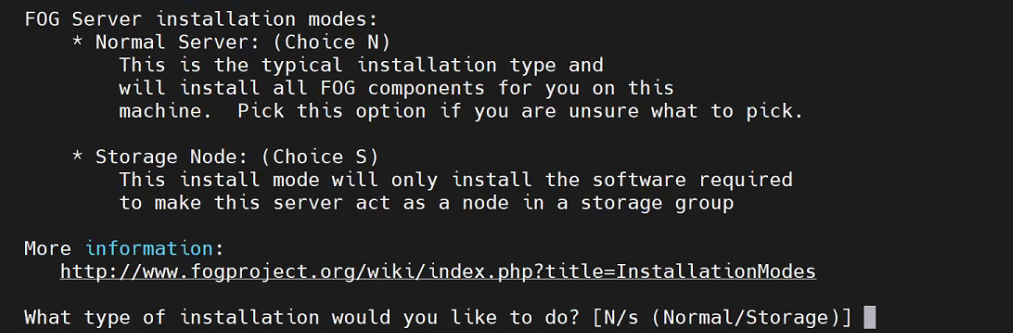 FOG Server installation modes:
* Normal Server: (Choice N)
This is the typical installation type and
will install all FOG components for you on this
machine.  Pick this option if you are unsure what to pick.
* Storage Node: (Choice S)
This install mode will only install the software required
to make this server act as a node in a storage group
More information:
http://www.fogproject.org/wiki/index.php?title=InstallationModes
What type of installation would you like to do? [N/s (Normal/Storage)]